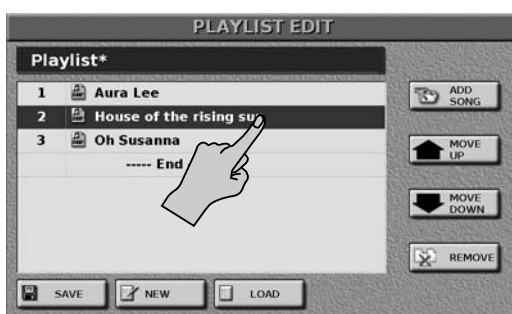 PLAYLIST EDIT
Playlist*
1 Aura Lee
2 House of the rising su
3 Oh Susanna
----- End
ADD SONG
MOVE UP
MOVE DOWN
REMOVE
SAVE
NEW
LOAD